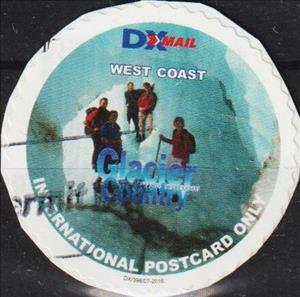 DX MAIL
WEST COAST
Glacier
Country
INTERNATIONAL POSTCARD ONLY